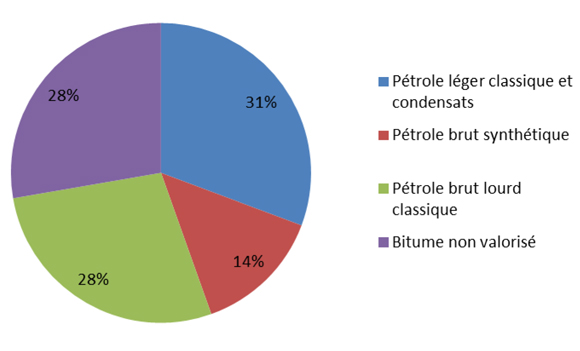 31%
14%
28%
28%
Pétrole léger classique et
condensats
Pétrole brut synthétique
Pétrole brut lourd
classique
Bitume non valorisé